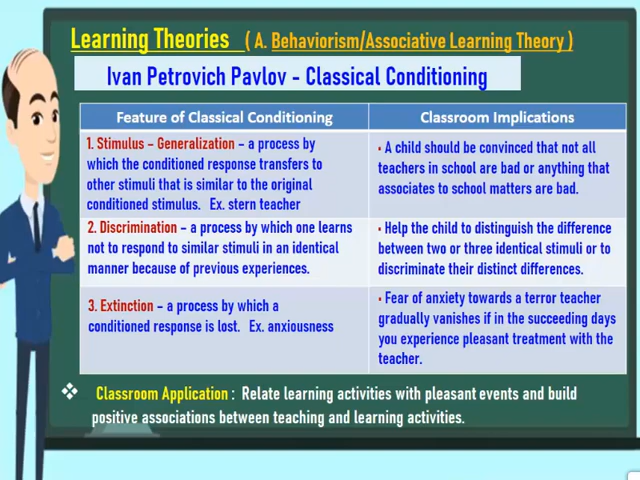 Learning Theories ( A. Behaviorism/Associative Learning Theory )
Ivan Petrovich Pavlov - Classical Conditioning
Feature of Classical Conditioning
Classroom Implications
1. Stimulus - Generalization - a process by
which the conditioned response transfers to
other stimuli that is similar to the original
conditioned stimulus. Ex. stern teacher
• A child should be convinced that not all
teachers in school are bad or anything that
associates to school matters are bad.
2. Discrimination - a process by which one learns
not to respond to similar stimuli in an identical
manner because of previous experiences.
• Help the child to distinguish the difference
between two or three identical stimuli or to
discriminate their distinct differences.
3. Extinction - a process by which a
conditioned response is lost. Ex. anxiousness
• Fear of anxiety towards a terror teacher
gradually vanishes if in the succeeding days
you experience pleasant treatment with the
teacher.
❖ Classroom Application : Relate learning activities with pleasant events and build
positive associations between teaching and learning activities.